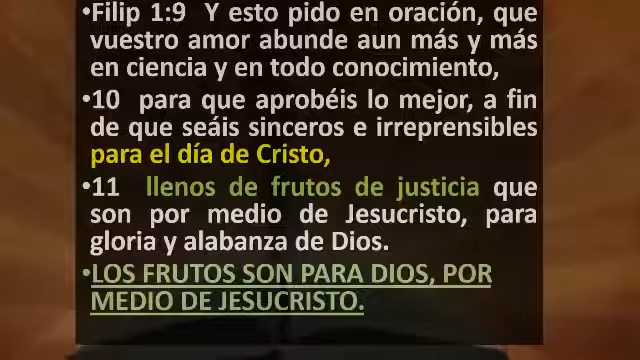 •Filip 1:9 Y esto pido en oración, que
vuestro amor abunde aun más y más
en ciencia y en todo conocimiento,
•10 para que aprobéis lo mejor, a fin
de que seáis sinceros e irreprensibles
para el día de Cristo,
•11 llenos de frutos de justicia que
son por medio de Jesucristo, para
gloria y alabanza de Dios.
•LOS FRUTOS SON PARA DIOS, POR
MEDIO DE JESUCRISTO.